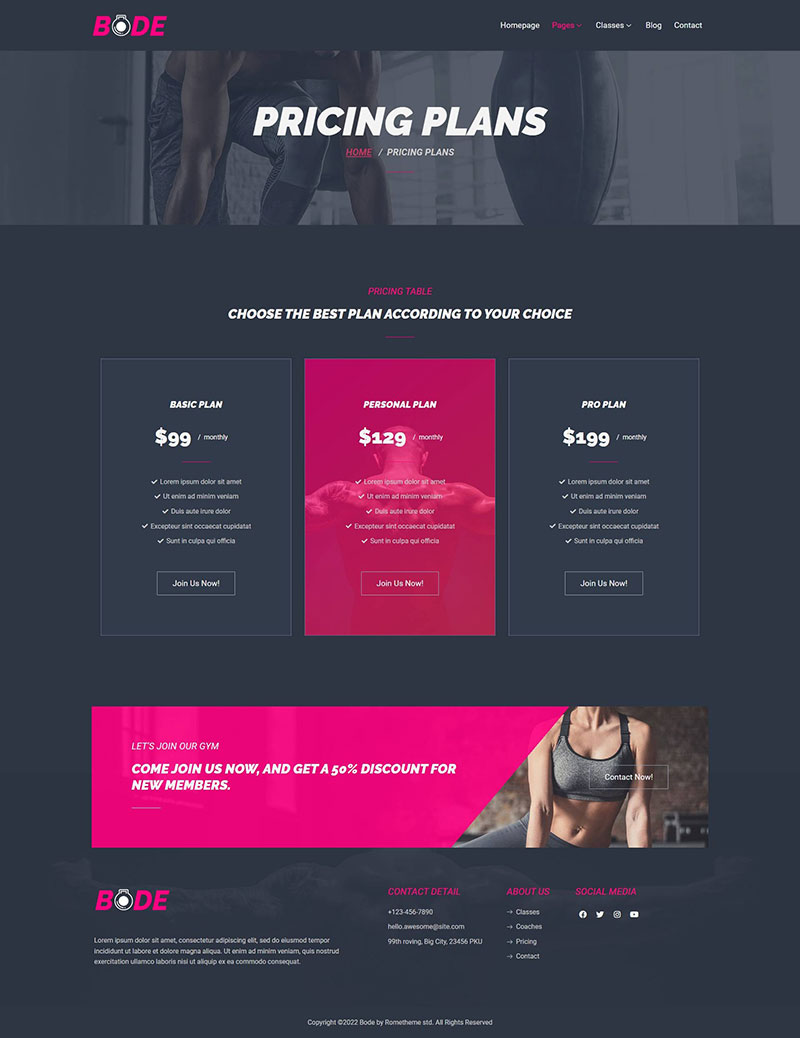 BODE
Homepage Pages Classes Blog Contact
PRICING PLANS
HOME / PRICING PLANS
PRICING TABLE
CHOOSE THE BEST PLAN ACCORDING TO YOUR CHOICE
BASIC PLAN
$99 / monthly
Lorem ipsum dolor sit amet
Ut enim ad minim veniam
Duis aute irure dolor
Excepteur sint occaecat cupidatat
Sunt in culpa qui officia
Join Us Now!
PERSONAL PLAN
$129 / monthly
Lorem ipsum dolor sit amet
Ut enim ad minim veniam
Duis aute irure dolor
Excepteur sint occaecat cupidatat
Sunt in culpa qui officia
Join Us Now!
PRO PLAN
$199 / monthly
Lorem ipsum dolor sit amet
Ut enim ad minim veniam
Duis aute irure dolor
Excepteur sint occaecat cupidatat
Sunt in culpa qui officia
Join Us Now!
LET'S JOIN OUR GYM
COME JOIN US NOW, AND GET A 50% DISCOUNT FOR
NEW MEMBERS.
Contact Now!
BODE
Lorem ipsum dolor sit amet, consectetur adipiscing elit, sed do eiusmod tempor
incididunt ut labore et dolore magna aliqua. Ut enim ad minim veniam, quis nostrud
exercitation ullamco laboris nisi ut aliquip ex ea commodo consequat.
CONTACT DETAIL
+123-456-7890
hello.awesome@site.com
99th roving, Big City, 23456 PKU
ABOUT US
Classes
Coaches
Pricing
Contact
SOCIAL MEDIA
Copyright ©2022 Bode by Rometheme std. All Rights Reserved